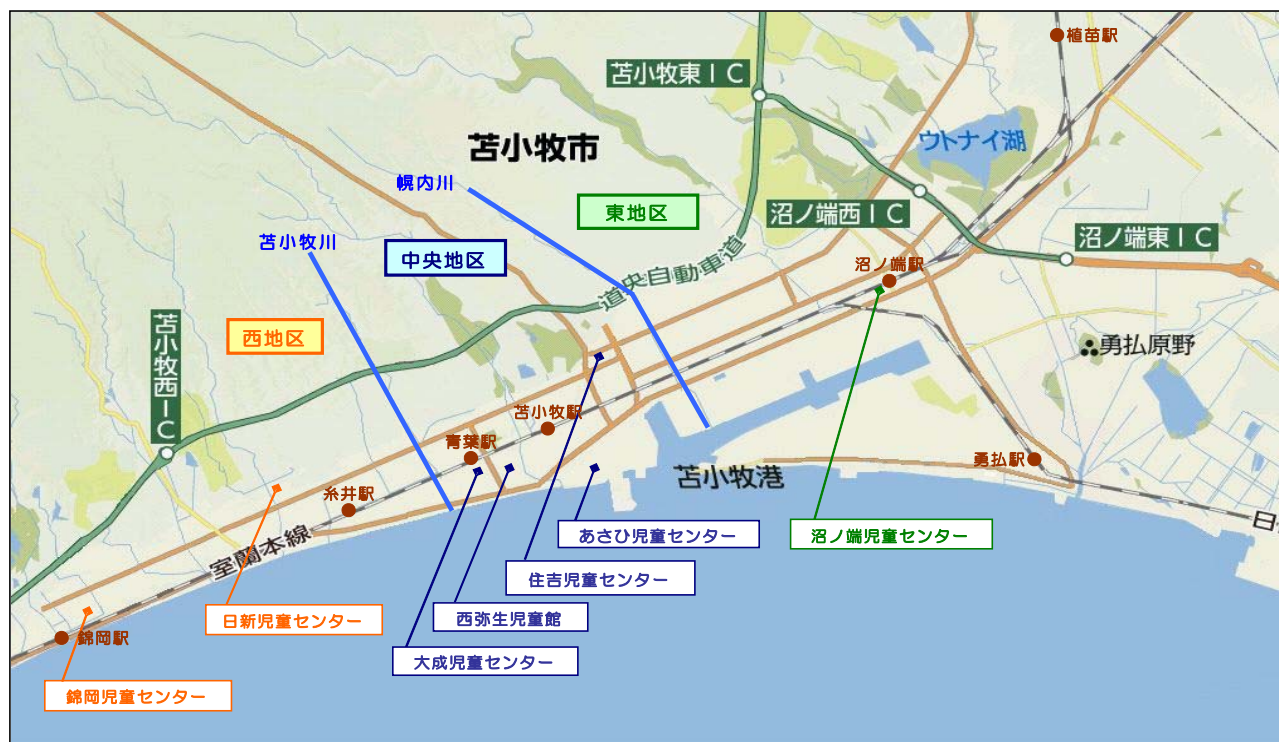 植苗駅
苫小牧東IC
ウトナイ湖
苫小牧市
幌内川
東地区
沼ノ端西IC
苫小牧川
中央地区
沼ノ端東IC
沼ノ端駅
道央自動車道
西地区
苫小牧西IC
勇払原野
苫小牧駅
青葉駅
勇払駅
苫小牧港
糸井駅
室蘭本線
日
あさひ児童センター
沼ノ端児童センター
住吉児童センター
日新児童センター
西弥生児童館
錦岡駅
大成児童センター
錦岡児童センター